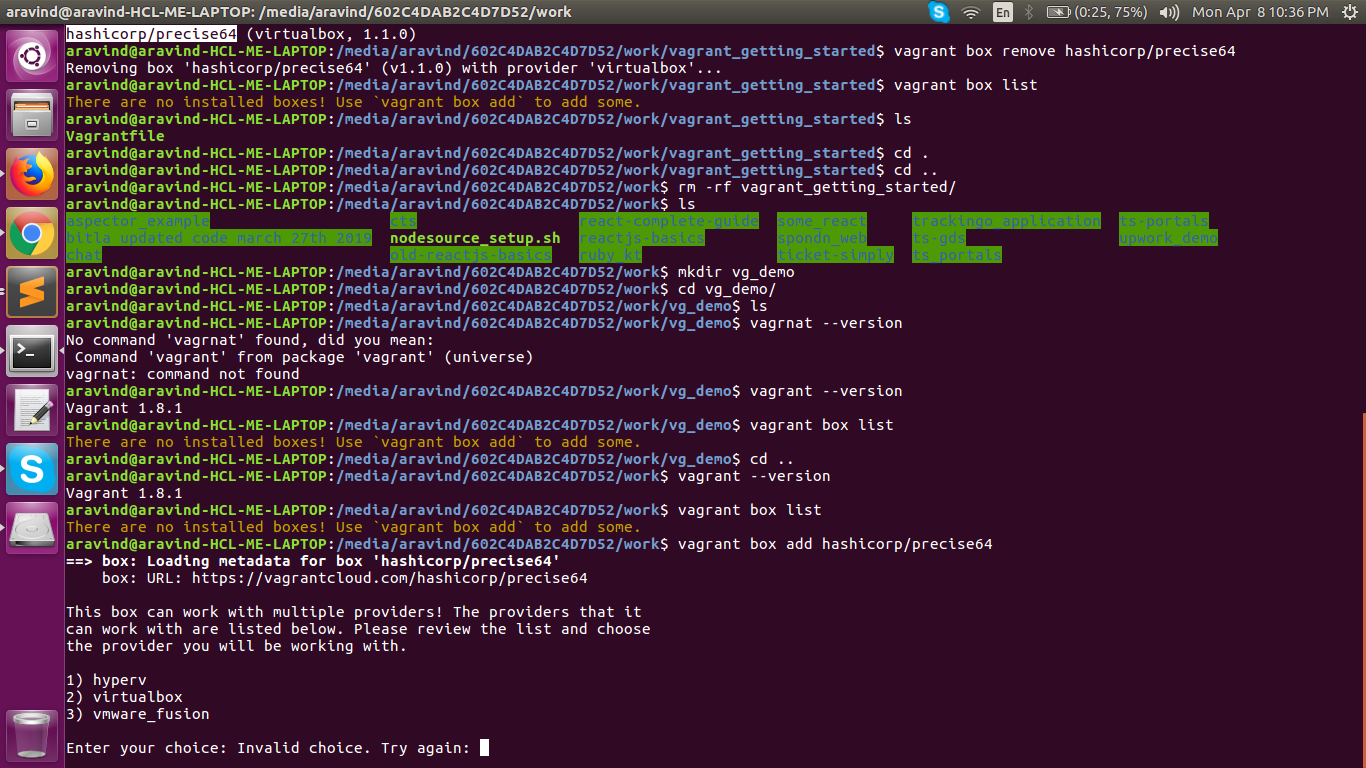 aravind@aravind-HCL-ME-LAPTOP: /media/aravind/602C4DAB2C4D7D52/work En (0:25, 75%) Mon Apr 8 10:36 PM
hashicorp/precise64 (virtualbox, 1.1.0)
aravind@aravind-HCL-ME-LAPTOP:/media/aravind/602C4DAB2C4D7D52/work/vagrant_getting_started$ vagrant box remove hashicorp/precise64
Removing box 'hashicorp/precise64' (v1.1.0) with provider 'virtualbox'...
aravind@aravind-HCL-ME-LAPTOP:/media/aravind/602C4DAB2C4D7D52/work/vagrant_getting_started$ vagrant box list
There are no installed boxes! Use `vagrant box add` to add some.
aravind@aravind-HCL-ME-LAPTOP:/media/aravind/602C4DAB2C4D7D52/work/vagrant_getting_started$ ls
Vagrantfile
aravind@aravind-HCL-ME-LAPTOP:/media/aravind/602C4DAB2C4D7D52/work/vagrant_getting_started$ cd .
aravind@aravind-HCL-ME-LAPTOP:/media/aravind/602C4DAB2C4D7D52/work/vagrant_getting_started$ cd ..
aravind@aravind-HCL-ME-LAPTOP:/media/aravind/602C4DAB2C4D7D52/work$ rm -rf vagrant_getting_started/
aravind@aravind-HCL-ME-LAPTOP:/media/aravind/602C4DAB2C4D7D52/work$ ls
aspector_example cts react-complete-guide some_react trackingo_application ts-portals
bitla_updated_code_march_27th_2019 nodesource_setup.sh reactjs-basics spondn_web ts-gds upwork_demo
chat old-reactjs-basics ruby_kt ticket-simply ts_portals
aravind@aravind-HCL-ME-LAPTOP:/media/aravind/602C4DAB2C4D7D52/work$ mkdir vg_demo
aravind@aravind-HCL-ME-LAPTOP:/media/aravind/602C4DAB2C4D7D52/work$ cd vg_demo/
aravind@aravind-HCL-ME-LAPTOP:/media/aravind/602C4DAB2C4D7D52/work/vg_demo$ ls
aravind@aravind-HCL-ME-LAPTOP:/media/aravind/602C4DAB2C4D7D52/work/vg_demo$ vagrnat --version
No command 'vagrnat' found, did you mean:
 Command 'vagrant' from package 'vagrant' (universe)
vagrnat: command not found
aravind@aravind-HCL-ME-LAPTOP:/media/aravind/602C4DAB2C4D7D52/work/vg_demo$ vagrant --version
Vagrant 1.8.1
aravind@aravind-HCL-ME-LAPTOP:/media/aravind/602C4DAB2C4D7D52/work/vg_demo$ vagrant box list
There are no installed boxes! Use `vagrant box add` to add some.
aravind@aravind-HCL-ME-LAPTOP:/media/aravind/602C4DAB2C4D7D52/work/vg_demo$ cd ..
aravind@aravind-HCL-ME-LAPTOP:/media/aravind/602C4DAB2C4D7D52/work$ vagrant --version
Vagrant 1.8.1
aravind@aravind-HCL-ME-LAPTOP:/media/aravind/602C4DAB2C4D7D52/work$ vagrant box list
There are no installed boxes! Use `vagrant box add` to add some.
aravind@aravind-HCL-ME-LAPTOP:/media/aravind/602C4DAB2C4D7D52/work$ vagrant box add hashicorp/precise64
==> box: Loading metadata for box 'hashicorp/precise64'
    box: URL: https://vagrantcloud.com/hashicorp/precise64
This box can work with multiple providers! The providers that it
can work with are listed below. Please review the list and choose
the provider you will be working with.
1) hyperv
2) virtualbox
3) vmware_fusion
Enter your choice: Invalid choice. Try again: